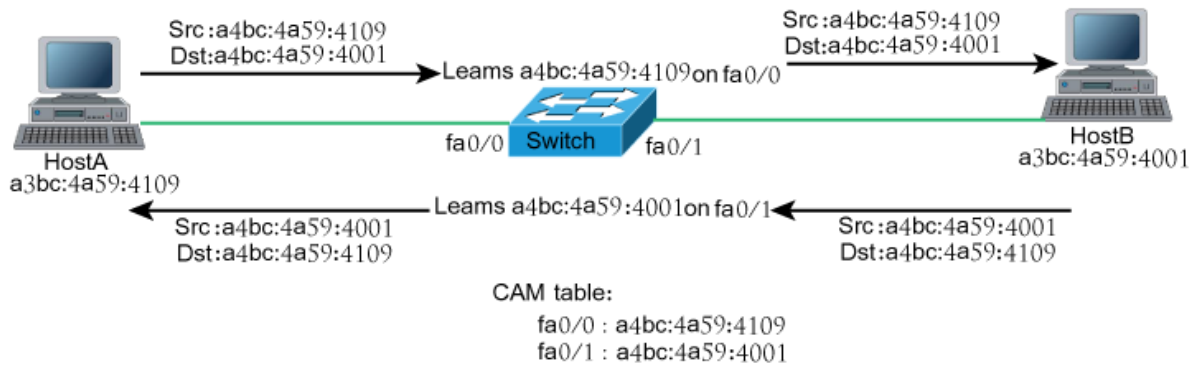 Src:a4bc:4a59:4109
Dst:a4bc:4a59:4001
Src:a4bc:4a59:4109
Dst:a4bc:4a59:4001
Leams a4bc:4a59:4109on fa0/0
fa0/0
Switch
fa0/1
HostA
a3bc:4a59:4109
HostB
a3bc:4a59:4001
Leams a4bc:4a59:4001on fa0/1
Src:a4bc:4a59:4001
Dst:a4bc:4a59:4109
Src:a4bc:4a59:4001
Dst:a4bc:4a59:4109
CAM table:
fa0/0 : a4bc:4a59:4109
fa0/1 : a4bc:4a59:4001